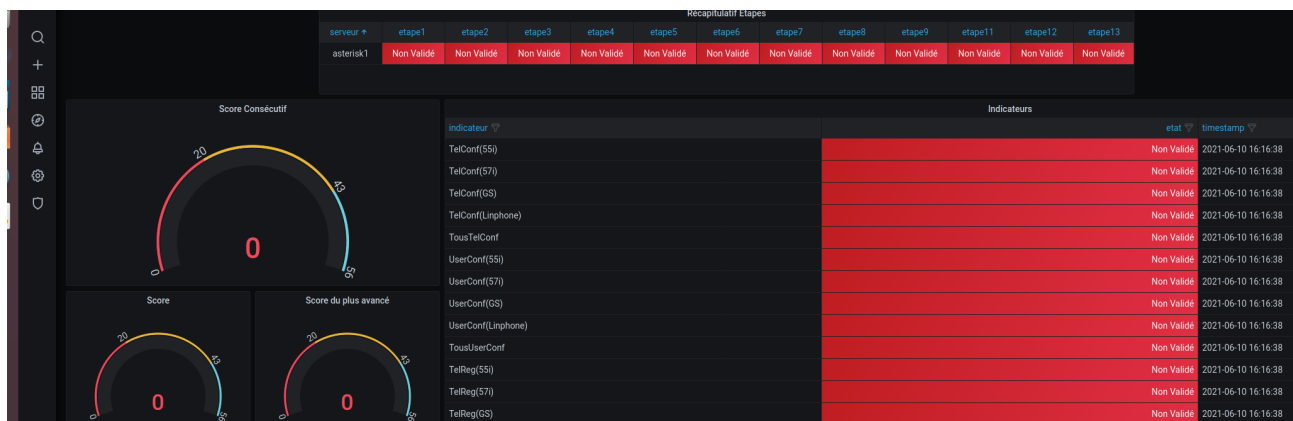 Récapitulatif Etapes
serveur ↑ etape1 etape2 etape3 etape4 etape5 etape6 etape7 etape8 etape9 etape11 etape12 etape13
asterisk1 Non Validé Non Validé Non Validé Non Validé Non Validé Non Validé Non Validé Non Validé Non Validé Non Validé Non Validé Non Validé
Score Consécutif
0 20 43 56
0
Score
0 20 43 56
0
Score du plus avancé
0 20 43 56
0
Indicateurs
indicateur etat timestamp
TelConf(55i) Non Validé 2021-06-10 16:16:38
TelConf(57i) Non Validé 2021-06-10 16:16:38
TelConf(GS) Non Validé 2021-06-10 16:16:38
TelConf(Linphone) Non Validé 2021-06-10 16:16:38
TousTelConf Non Validé 2021-06-10 16:16:38
UserConf(55i) Non Validé 2021-06-10 16:16:38
UserConf(57i) Non Validé 2021-06-10 16:16:38
UserConf(GS) Non Validé 2021-06-10 16:16:38
UserConf(Linphone) Non Validé 2021-06-10 16:16:38
TousUserConf Non Validé 2021-06-10 16:16:38
TelReg(55i) Non Validé 2021-06-10 16:16:38
TelReg(57i) Non Validé 2021-06-10 16:16:38
TelReg(GS) Non Validé 2021-06-10 16:16:38